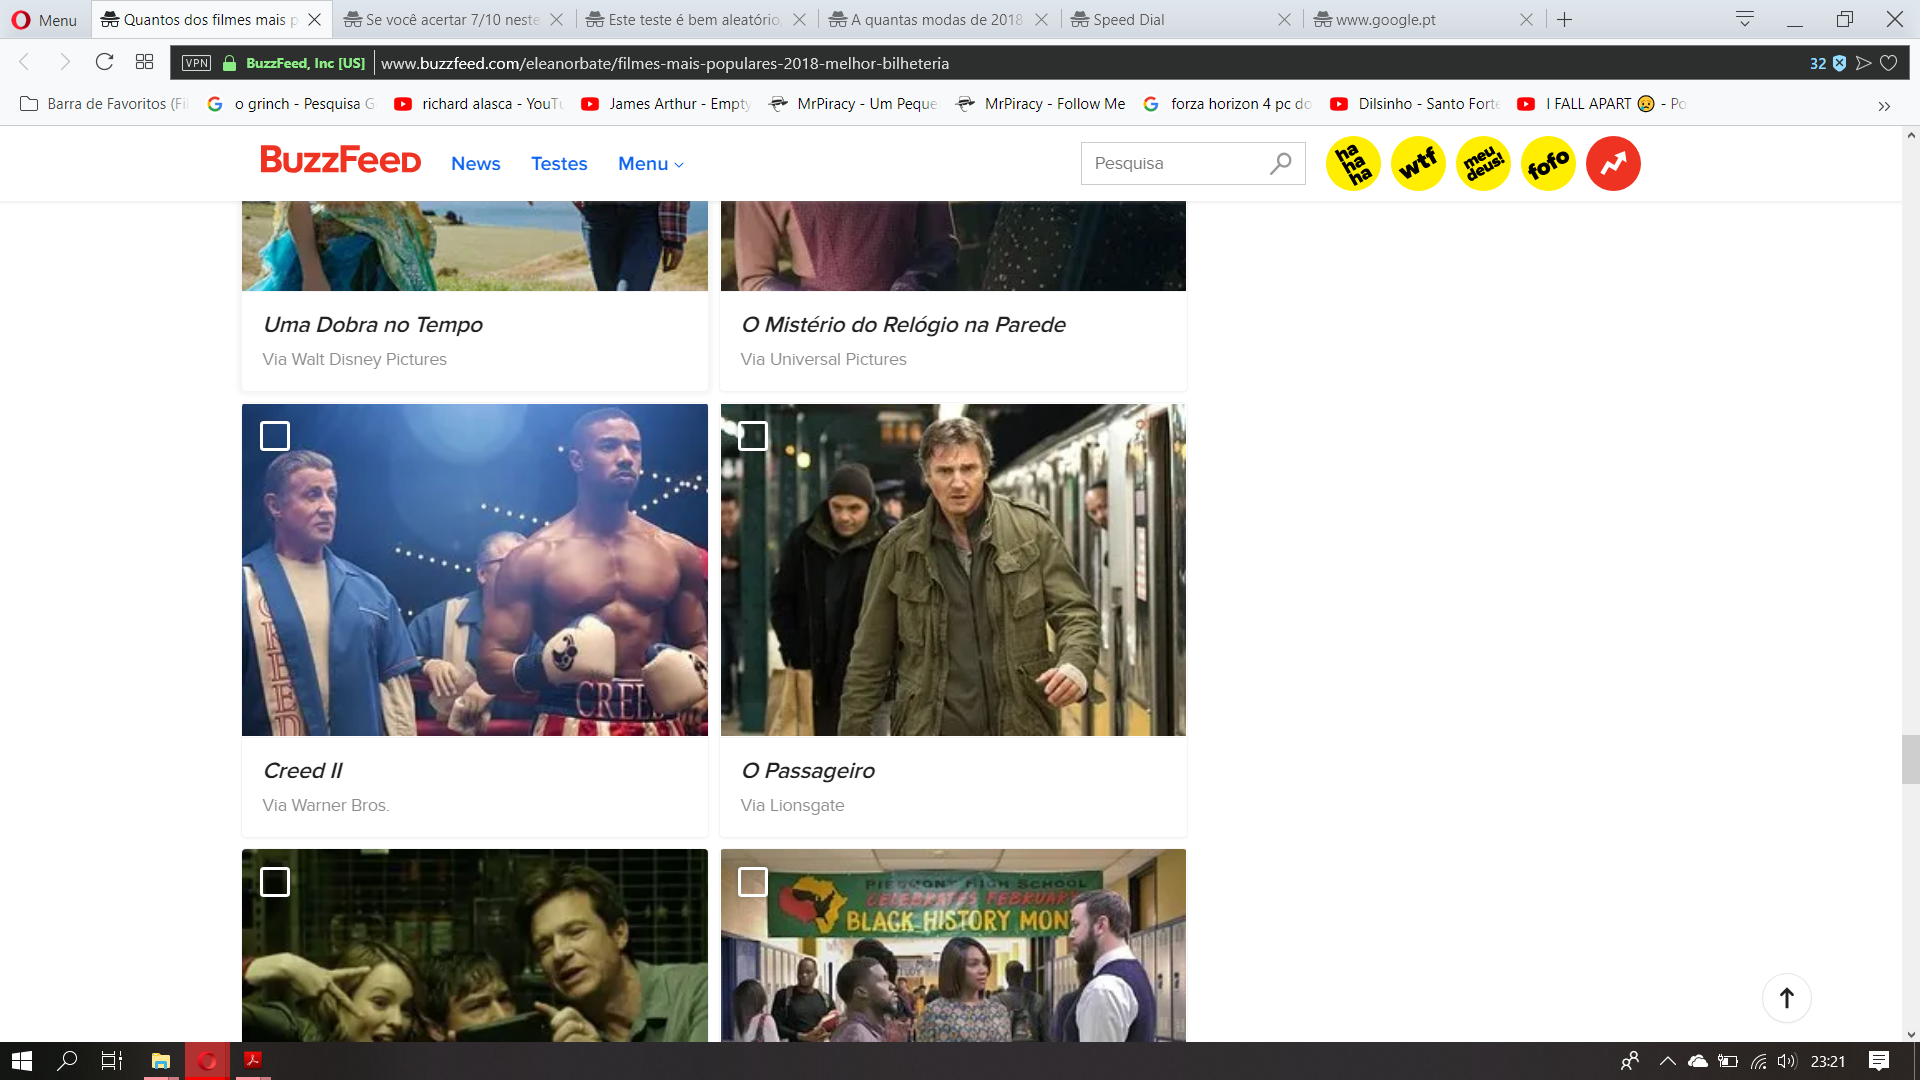 Menu
Quantos dos filmes mais p
Se você acertar 7/10 neste
Este teste é bem aleatório,
A quantas modas de 2018
Speed Dial
www.google.pt
VPN
BuzzFeed, Inc [US]
www.buzzfeed.com/eleanorbate/filmes-mais-populares-2018-melhor-bilheteria
32
Barra de Favoritos (Fi
o grinch - Pesquisa G
richard alasca - YouTu
James Arthur - Empty
MrPiracy - Um Peque
MrPiracy - Follow Me
forza horizon 4 pc do
Dilsinho - Santo Forte
I FALL APART 😥 - Po
BuzzFeed
News
Testes
Menu
Pesquisa
ha ha ha
wtf
meu deus!
fofo
Uma Dobra no Tempo
Via Walt Disney Pictures
O Mistério do Relógio na Parede
Via Universal Pictures
CREED
CREED
Creed II
Via Warner Bros.
O Passageiro
Via Lionsgate
PIEDMONT HIGH SCHOOL
CELEBRATES FEBRUARY
BLACK HISTORY MON
23:21